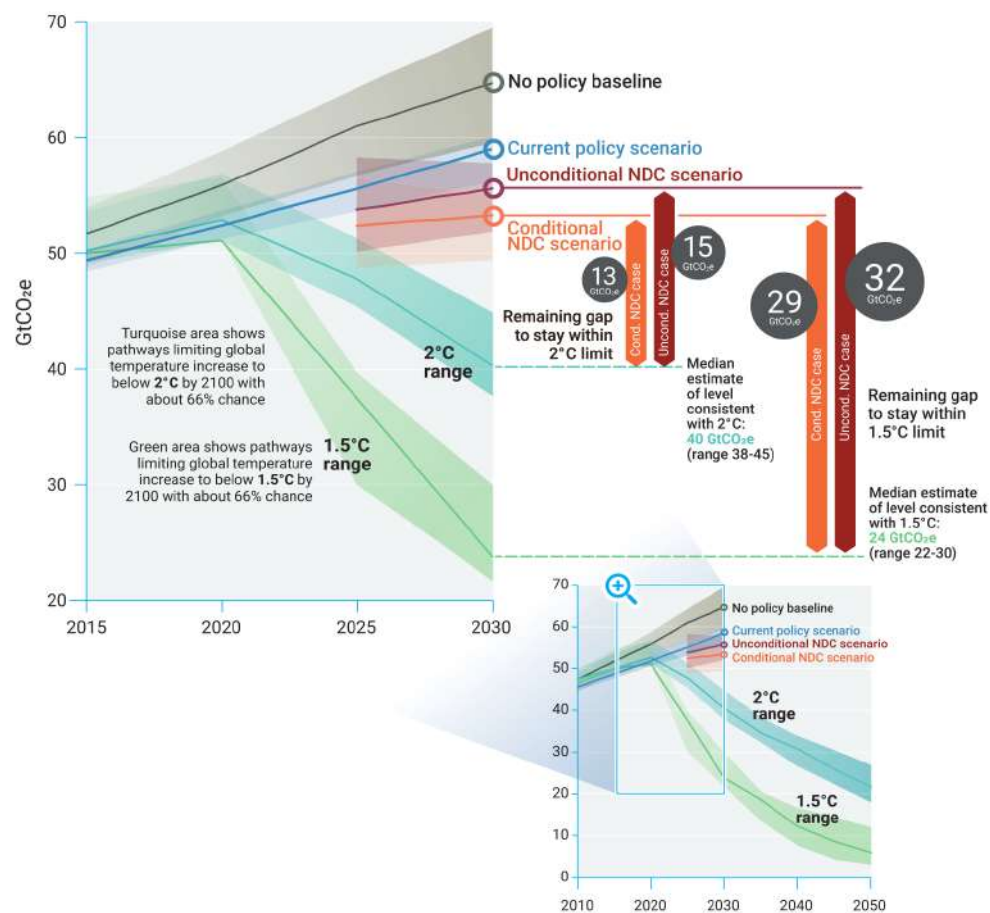 70
60
50
40
30
20
GtCO₂e
2015
2020
2025
2030
No policy baseline
Current policy scenario
Unconditional NDC scenario
Conditional
NDC scenario
Turquoise area shows
pathways limiting global
temperature increase to
below 2°C by 2100 with
about 66% chance
Green area shows pathways
limiting global temperature
increase to below 1.5°C by
2100 with about 66% chance
2°C
range
1.5°C
range
13
GtCO₂e
15
GtCO₂e
Cond. NDC case
Uncond. NDC case
Remaining gap
to stay within
2°C limit
Median
estimate
of level
consistent
with 2°C:
40 GtCO₂e
(range 38-45)
29
GtCO₂e
32
GtCO₂e
Cond. NDC case
Uncond. NDC case
Remaining gap
to stay within
1.5°C limit
Median estimate
of level consistent
with 1.5°C:
24 GtCO₂e
(range 22-30)
70
60
50
40
30
20
10
0
2010
2020
2030
2040
2050
No policy baseline
Current policy scenario
Unconditional NDC scenario
Conditional NDC scenario
2°C
range
1.5°C
range